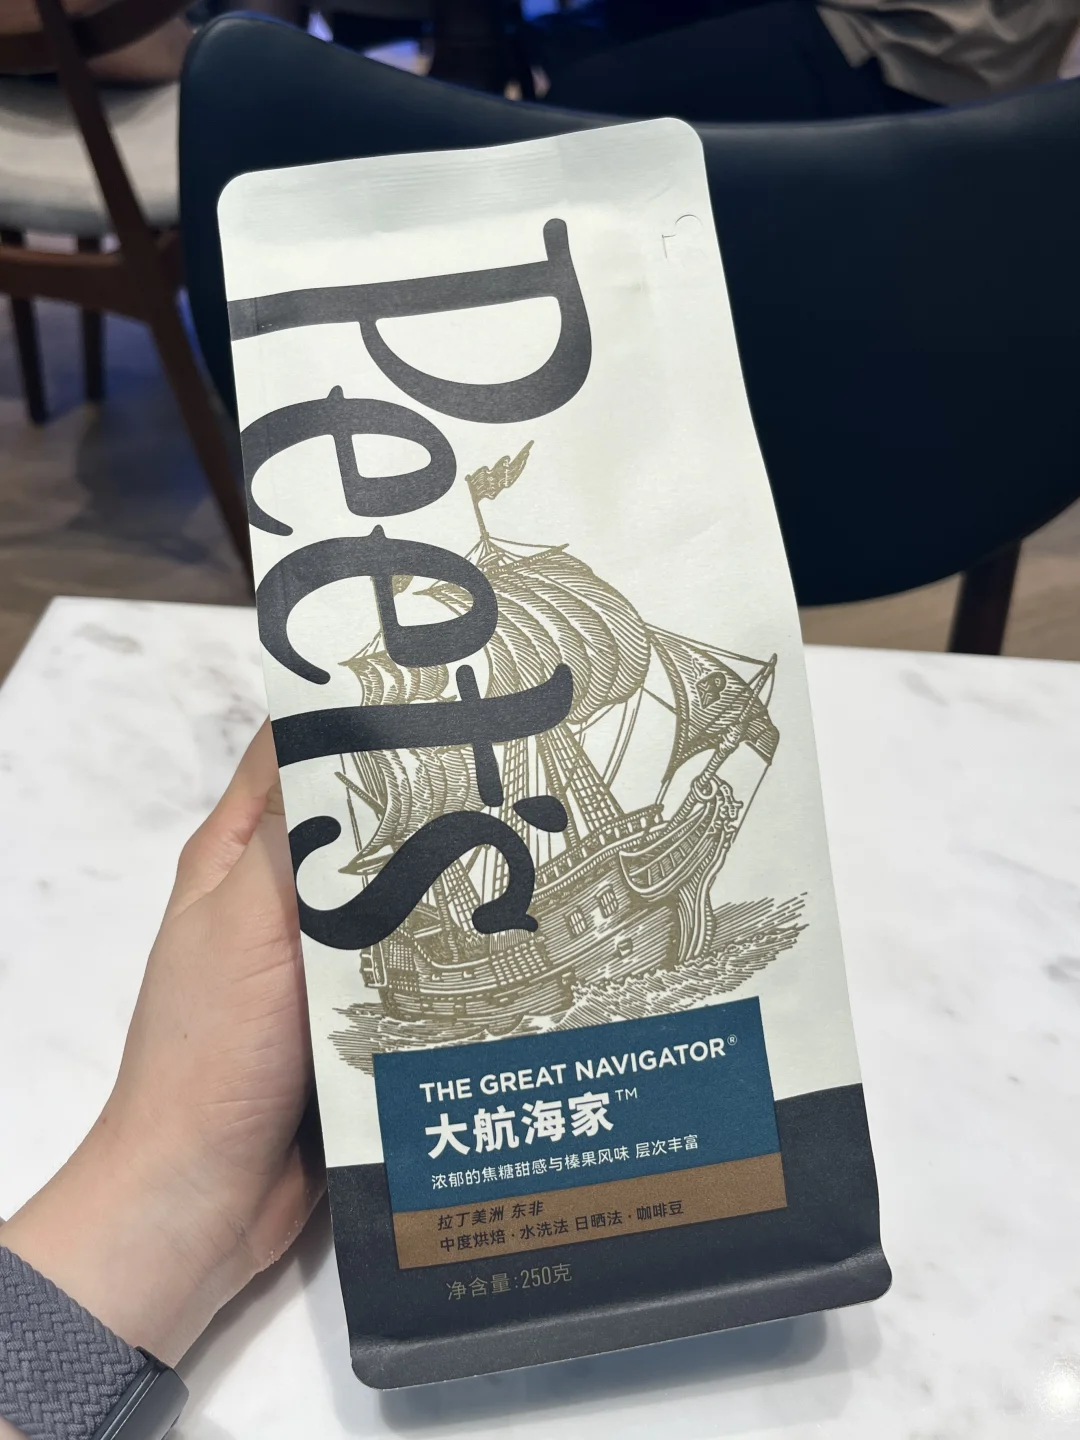 Peet's
THE GREAT NAVIGATOR®
大航海家™
浓郁的焦糖甜感与榛果风味 层次丰富
拉丁美洲 东非
中度烘焙·水洗法 日晒法·咖啡豆
净含量:250克